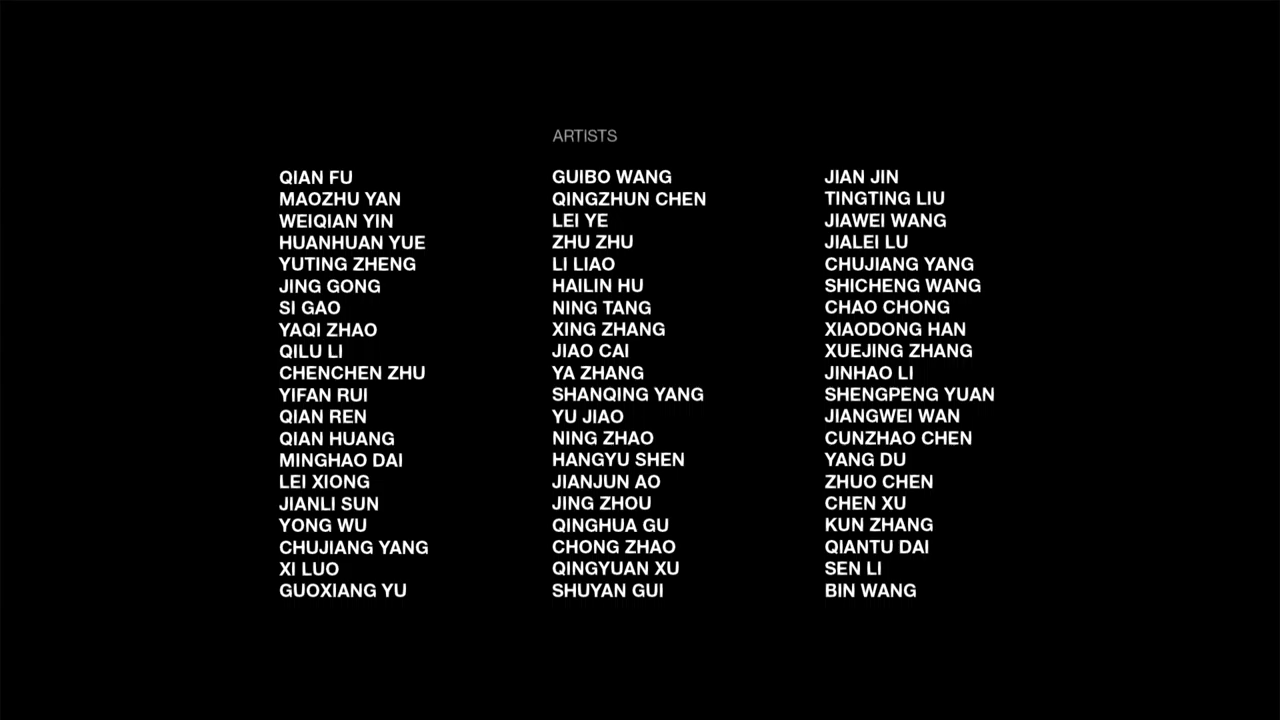 ARTISTS
QIAN FU
MAOZHU YAN
WEIQIAN YIN
HUANHUAN YUE
YUTING ZHENG
JING GONG
SI GAO
YAQI ZHAO
QILU LI
CHENCHEN ZHU
YIFAN RUI
QIAN REN
QIAN HUANG
MINGHAO DAI
LEI XIONG
JIANLI SUN
YONG WU
CHUJIANG YANG
XI LUO
GUOXIANG YU
GUIBO WANG
QINGZHUN CHEN
LEI YE
ZHU ZHU
LI LIAO
HAILIN HU
NING TANG
XING ZHANG
JIAO CAI
YA ZHANG
SHANQING YANG
YU JIAO
NING ZHAO
HANGYU SHEN
JIANJUN AO
JING ZHOU
QINGHUA GU
CHONG ZHAO
QINGYUAN XU
SHUYAN GUI
JIAN JIN
TINGTING LIU
JIAWEI WANG
JIALEI LU
CHUJIANG YANG
SHICHENG WANG
CHAO CHONG
XIAODONG HAN
XUEJING ZHANG
JINHAO LI
SHENGPENG YUAN
JIANGWEI WAN
CUNZHAO CHEN
YANG DU
ZHUO CHEN
CHEN XU
KUN ZHANG
QIANTU DAI
SEN LI
BIN WANG